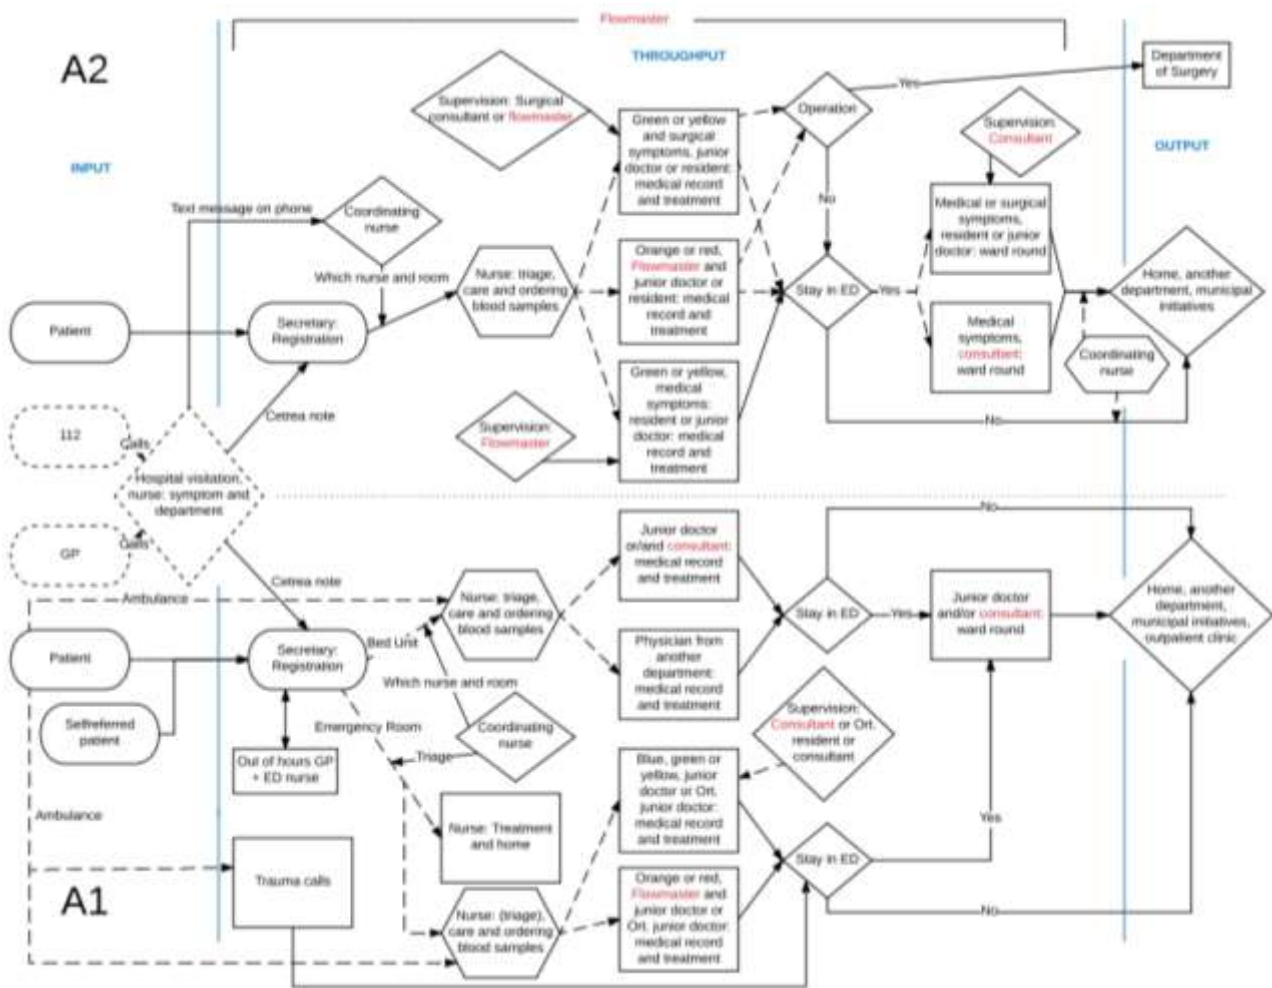 Flowmaster
A2
THROUGHPUT
Department
of Surgery
INPUT
OUTPUT
Supervision: Surgical
consultant or flowmaster
Green or yellow
and surgical
symptoms, junior
doctor or resident:
medical record
and treatment
Operation
Yes
Supervision:
Consultant
Text message on phone
Coordinating
nurse
No
Medical or surgical
symptoms,
resident or junior
doctor: ward round
Which nurse and room
Nurse: triage,
care and ordering
blood samples
Orange or red,
Flowmaster and
junior doctor or
resident: medical
record and
treatment
Stay in ED
Yes
Home, another
department, municipal
initiatives
Patient
Secretary:
Registration
Medical
symptoms,
consultant:
ward round
Coordinating
nurse
Green or yellow,
medical
symptoms:
resident or junior
doctor: medical
record and
treatment
Cetrea note
Supervision:
Flowmaster
No
112
Calls
Hospital visitation,
nurse: symptom and
department
GP
Calls
Cetrea note
Junior doctor
or/and consultant:
medical record
and treatment
No
Ambulance
Nurse: triage,
care and ordering
blood samples
Stay in ED
Yes
Junior doctor
and/or consultant:
ward round
Home, another
department,
municipal initiatives,
outpatient clinic
Patient
Secretary:
Registration
Bed Unit
Physician from
another
department:
medical record
and treatment
Which nurse and room
Selfreferred
patient
Emergency Room
Coordinating
nurse
Supervision:
Consultant or Ort.
resident or
consultant
Out of hours GP
+ ED nurse
Triage
Blue, green or
yellow, junior
doctor or Ort.
junior doctor:
medical record
and treatment
Ambulance
Nurse: Treatment
and home
Yes
Trauma calls
Stay in ED
A1
Nurse: (triage),
care and ordering
blood samples
Orange or red,
Flowmaster and
junior doctor or
Ort. junior doctor:
medical record
and treatment
No